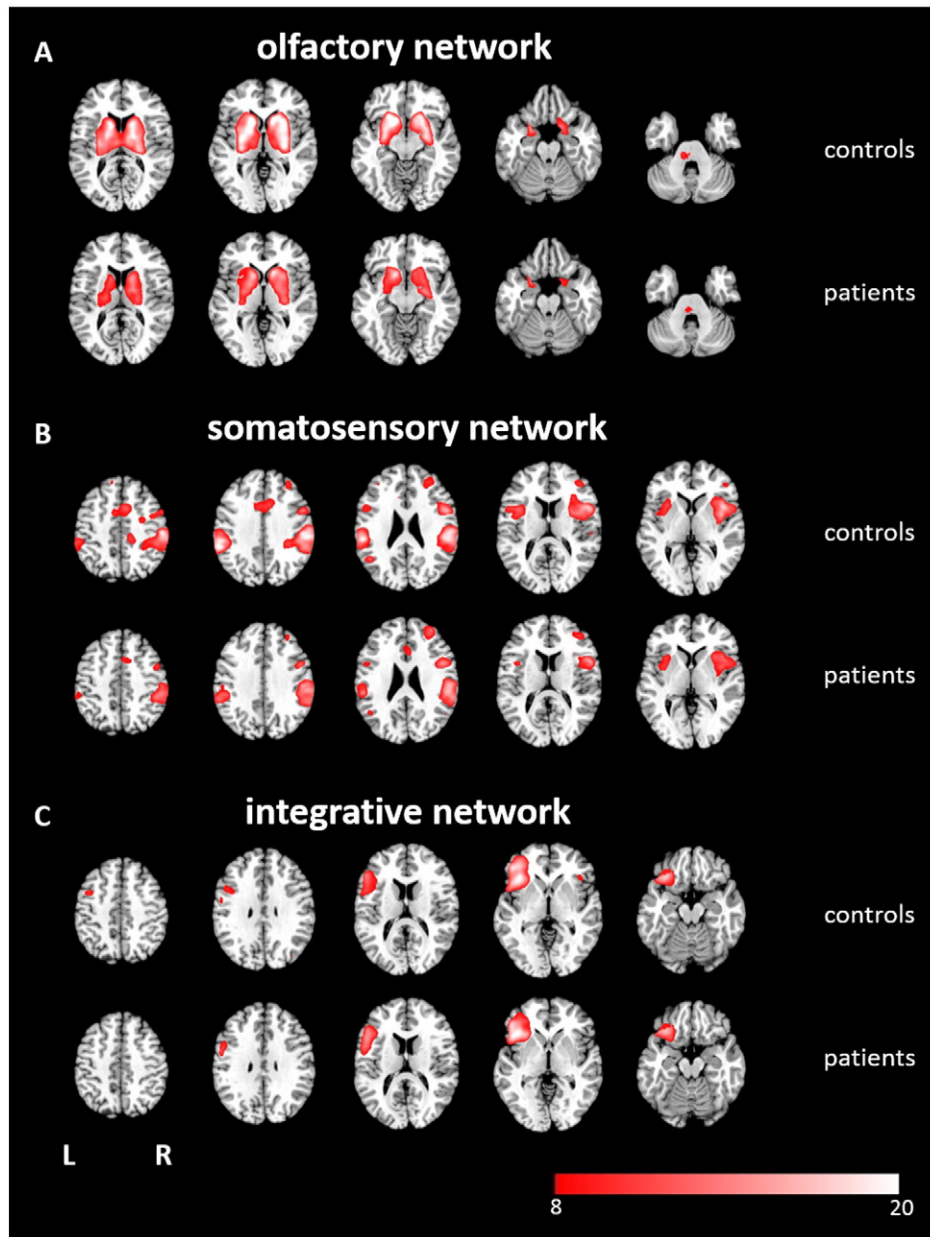 A
olfactory network
controls
patients
B
somatosensory network
controls
patients
C
integrative network
controls
patients
L R
8 20